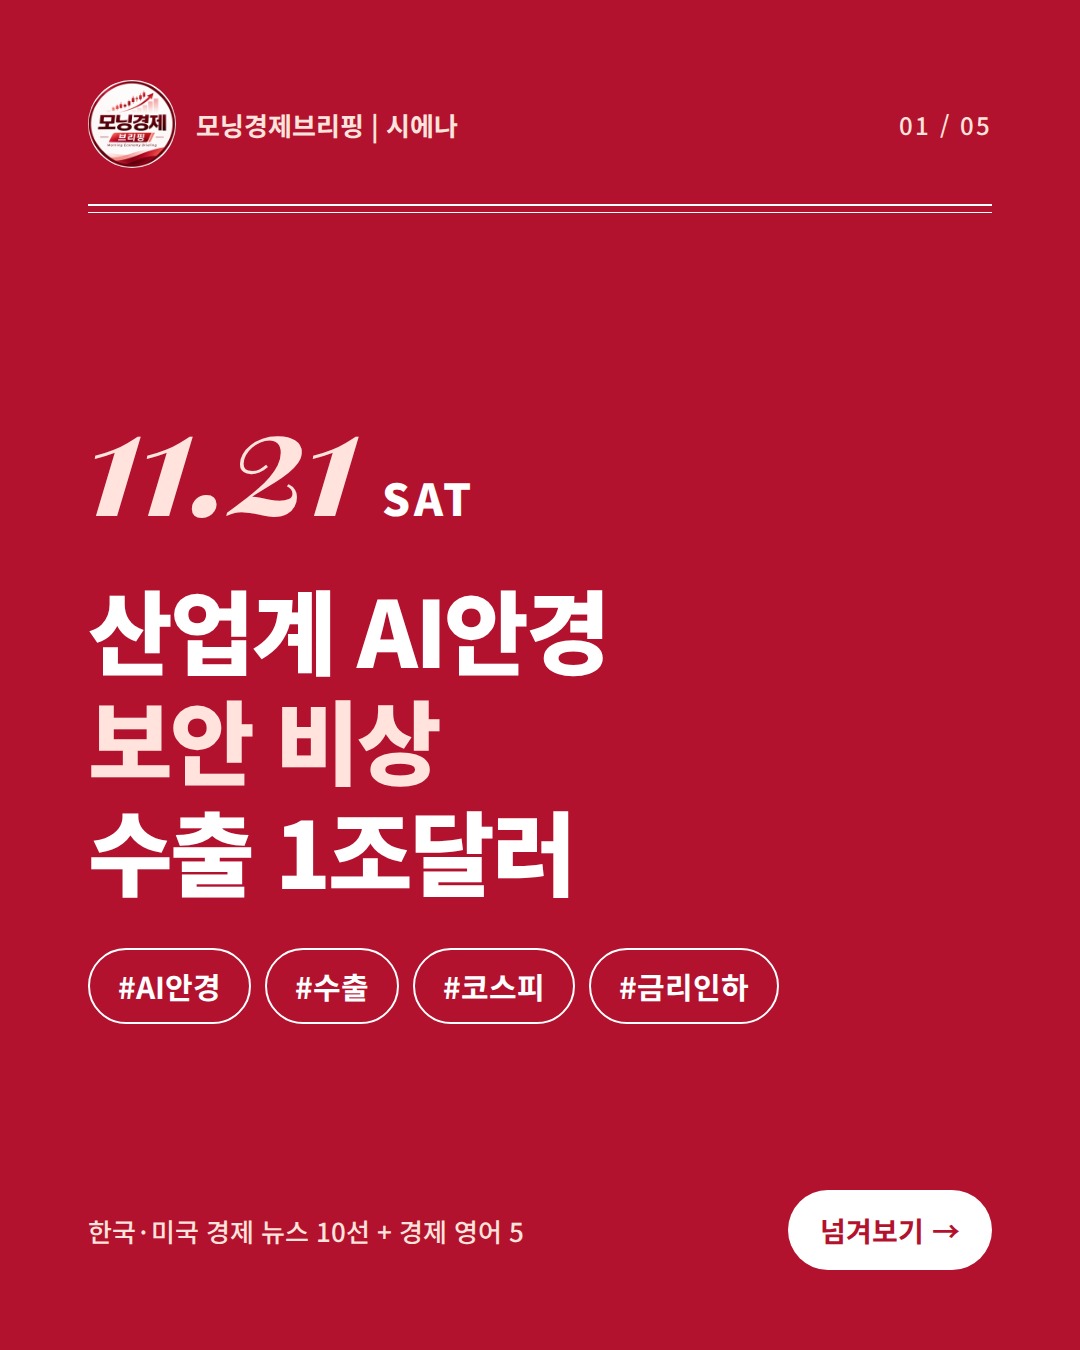 모닝경제
브리핑
Morning Economy Briefing
모닝경제브리핑 | 시에나
01 / 05
11.21 SAT
산업계 AI안경
보안 비상
수출 1조달러
#AI안경 #수출 #코스피 #금리인하
한국·미국 경제 뉴스 10선 + 경제 영어 5
넘겨보기 →